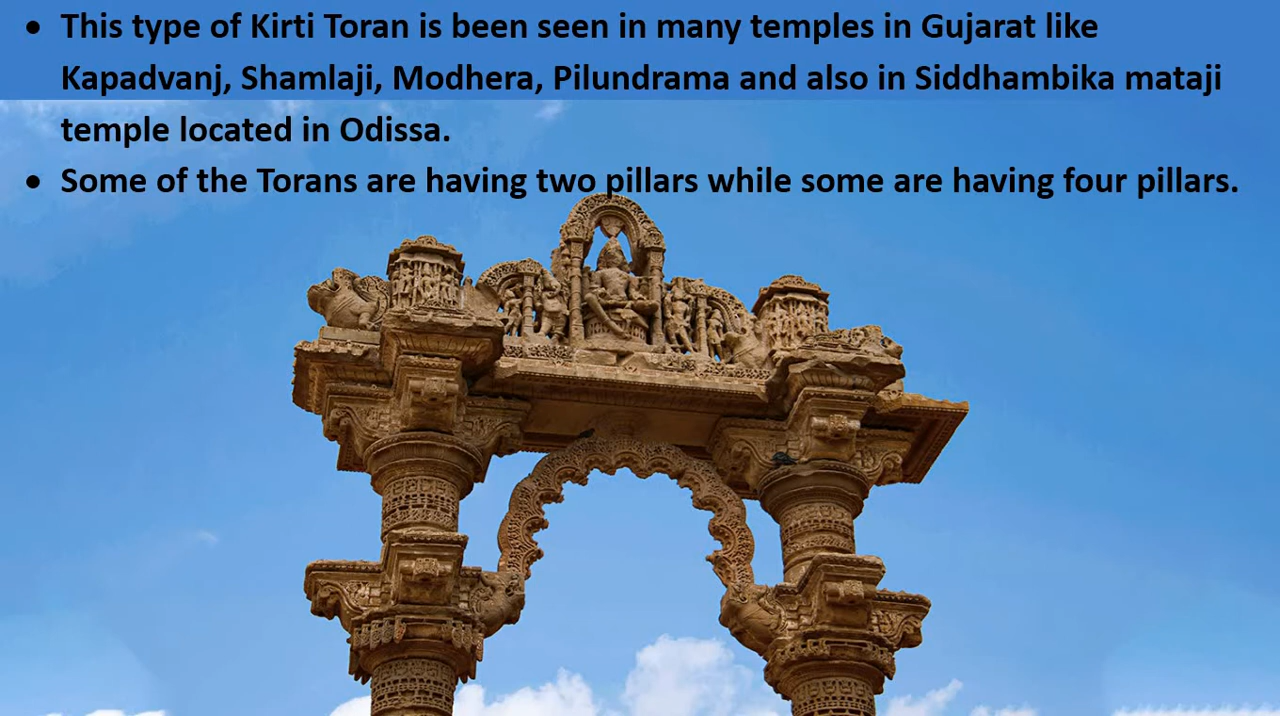 • This type of Kirti Toran is been seen in many temples in Gujarat like
Kapadvanj, Shamlaji, Modhera, Pilundrama and also in Siddhambika mataji
temple located in Odissa.
• Some of the Torans are having two pillars while some are having four pillars.